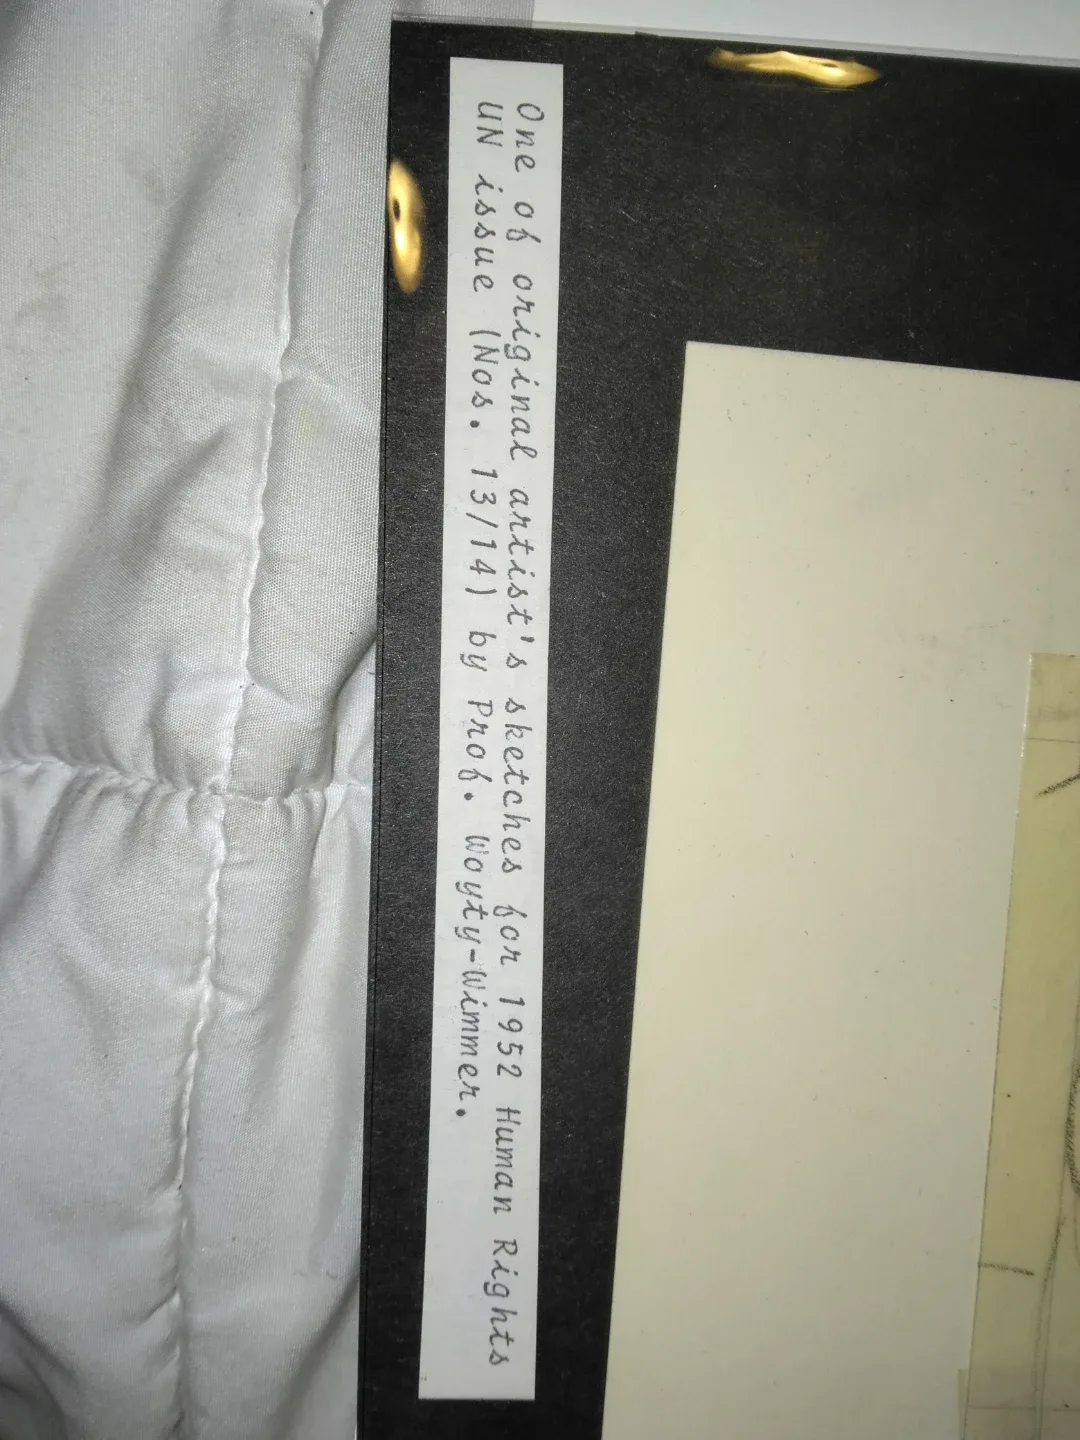 One of original artist's sketches for 1952 Human Rights
UN issue (Nos. 13/14) by Prof. Woyty-Wimmer.